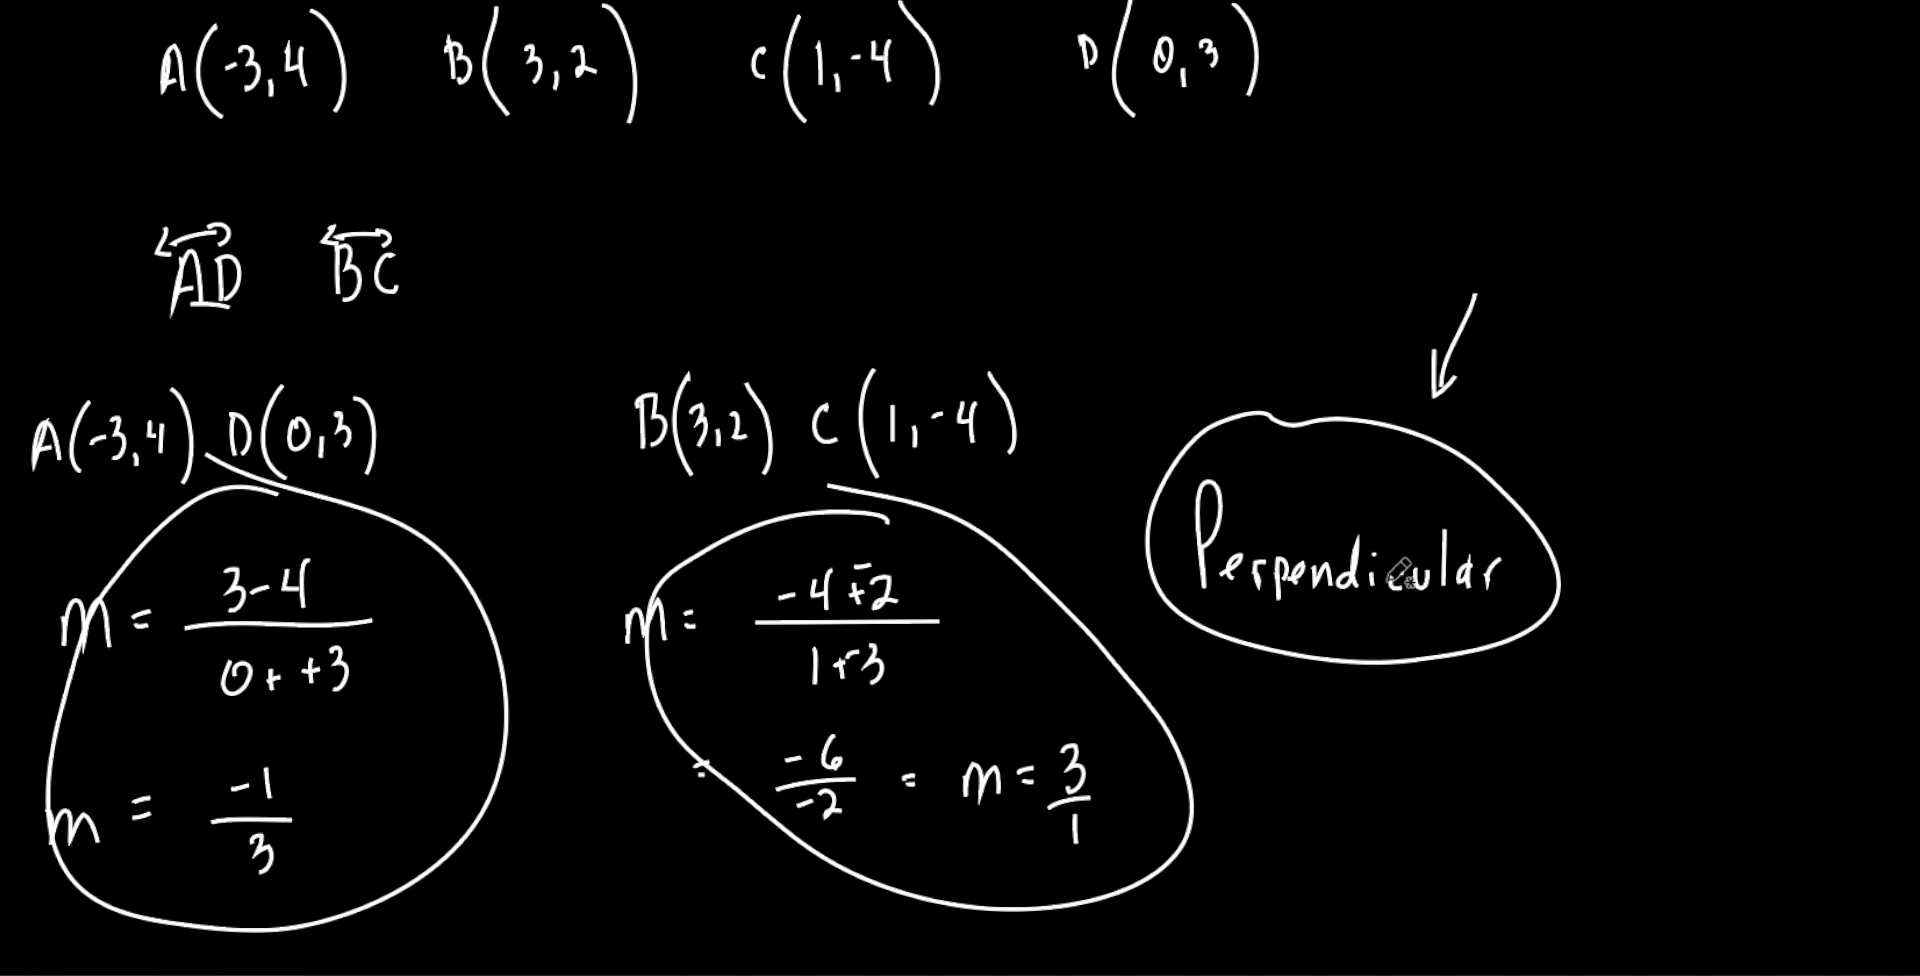 A(-3,4) B(3,2) C(1,-4) D(0,3)
AD BC
A(-3,4) D(0,3) B(3,2) C(1,-4)
m = 3-4 / 0+ +3
m = -4+-2 / 1+-3
Perpendicular
m = -1/3
= -6/-2 = m = 3/1